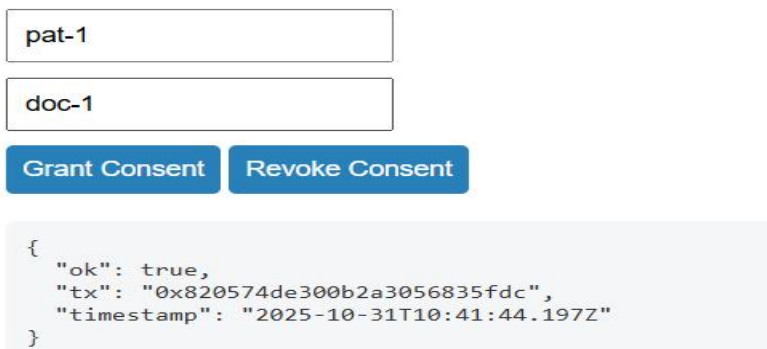 pat-1
doc-1
Grant Consent Revoke Consent
{
"ok": true,
"tx": "0x820574de300b2a3056835fdc",
"timestamp": "2025-10-31T10:41:44.197Z"
}